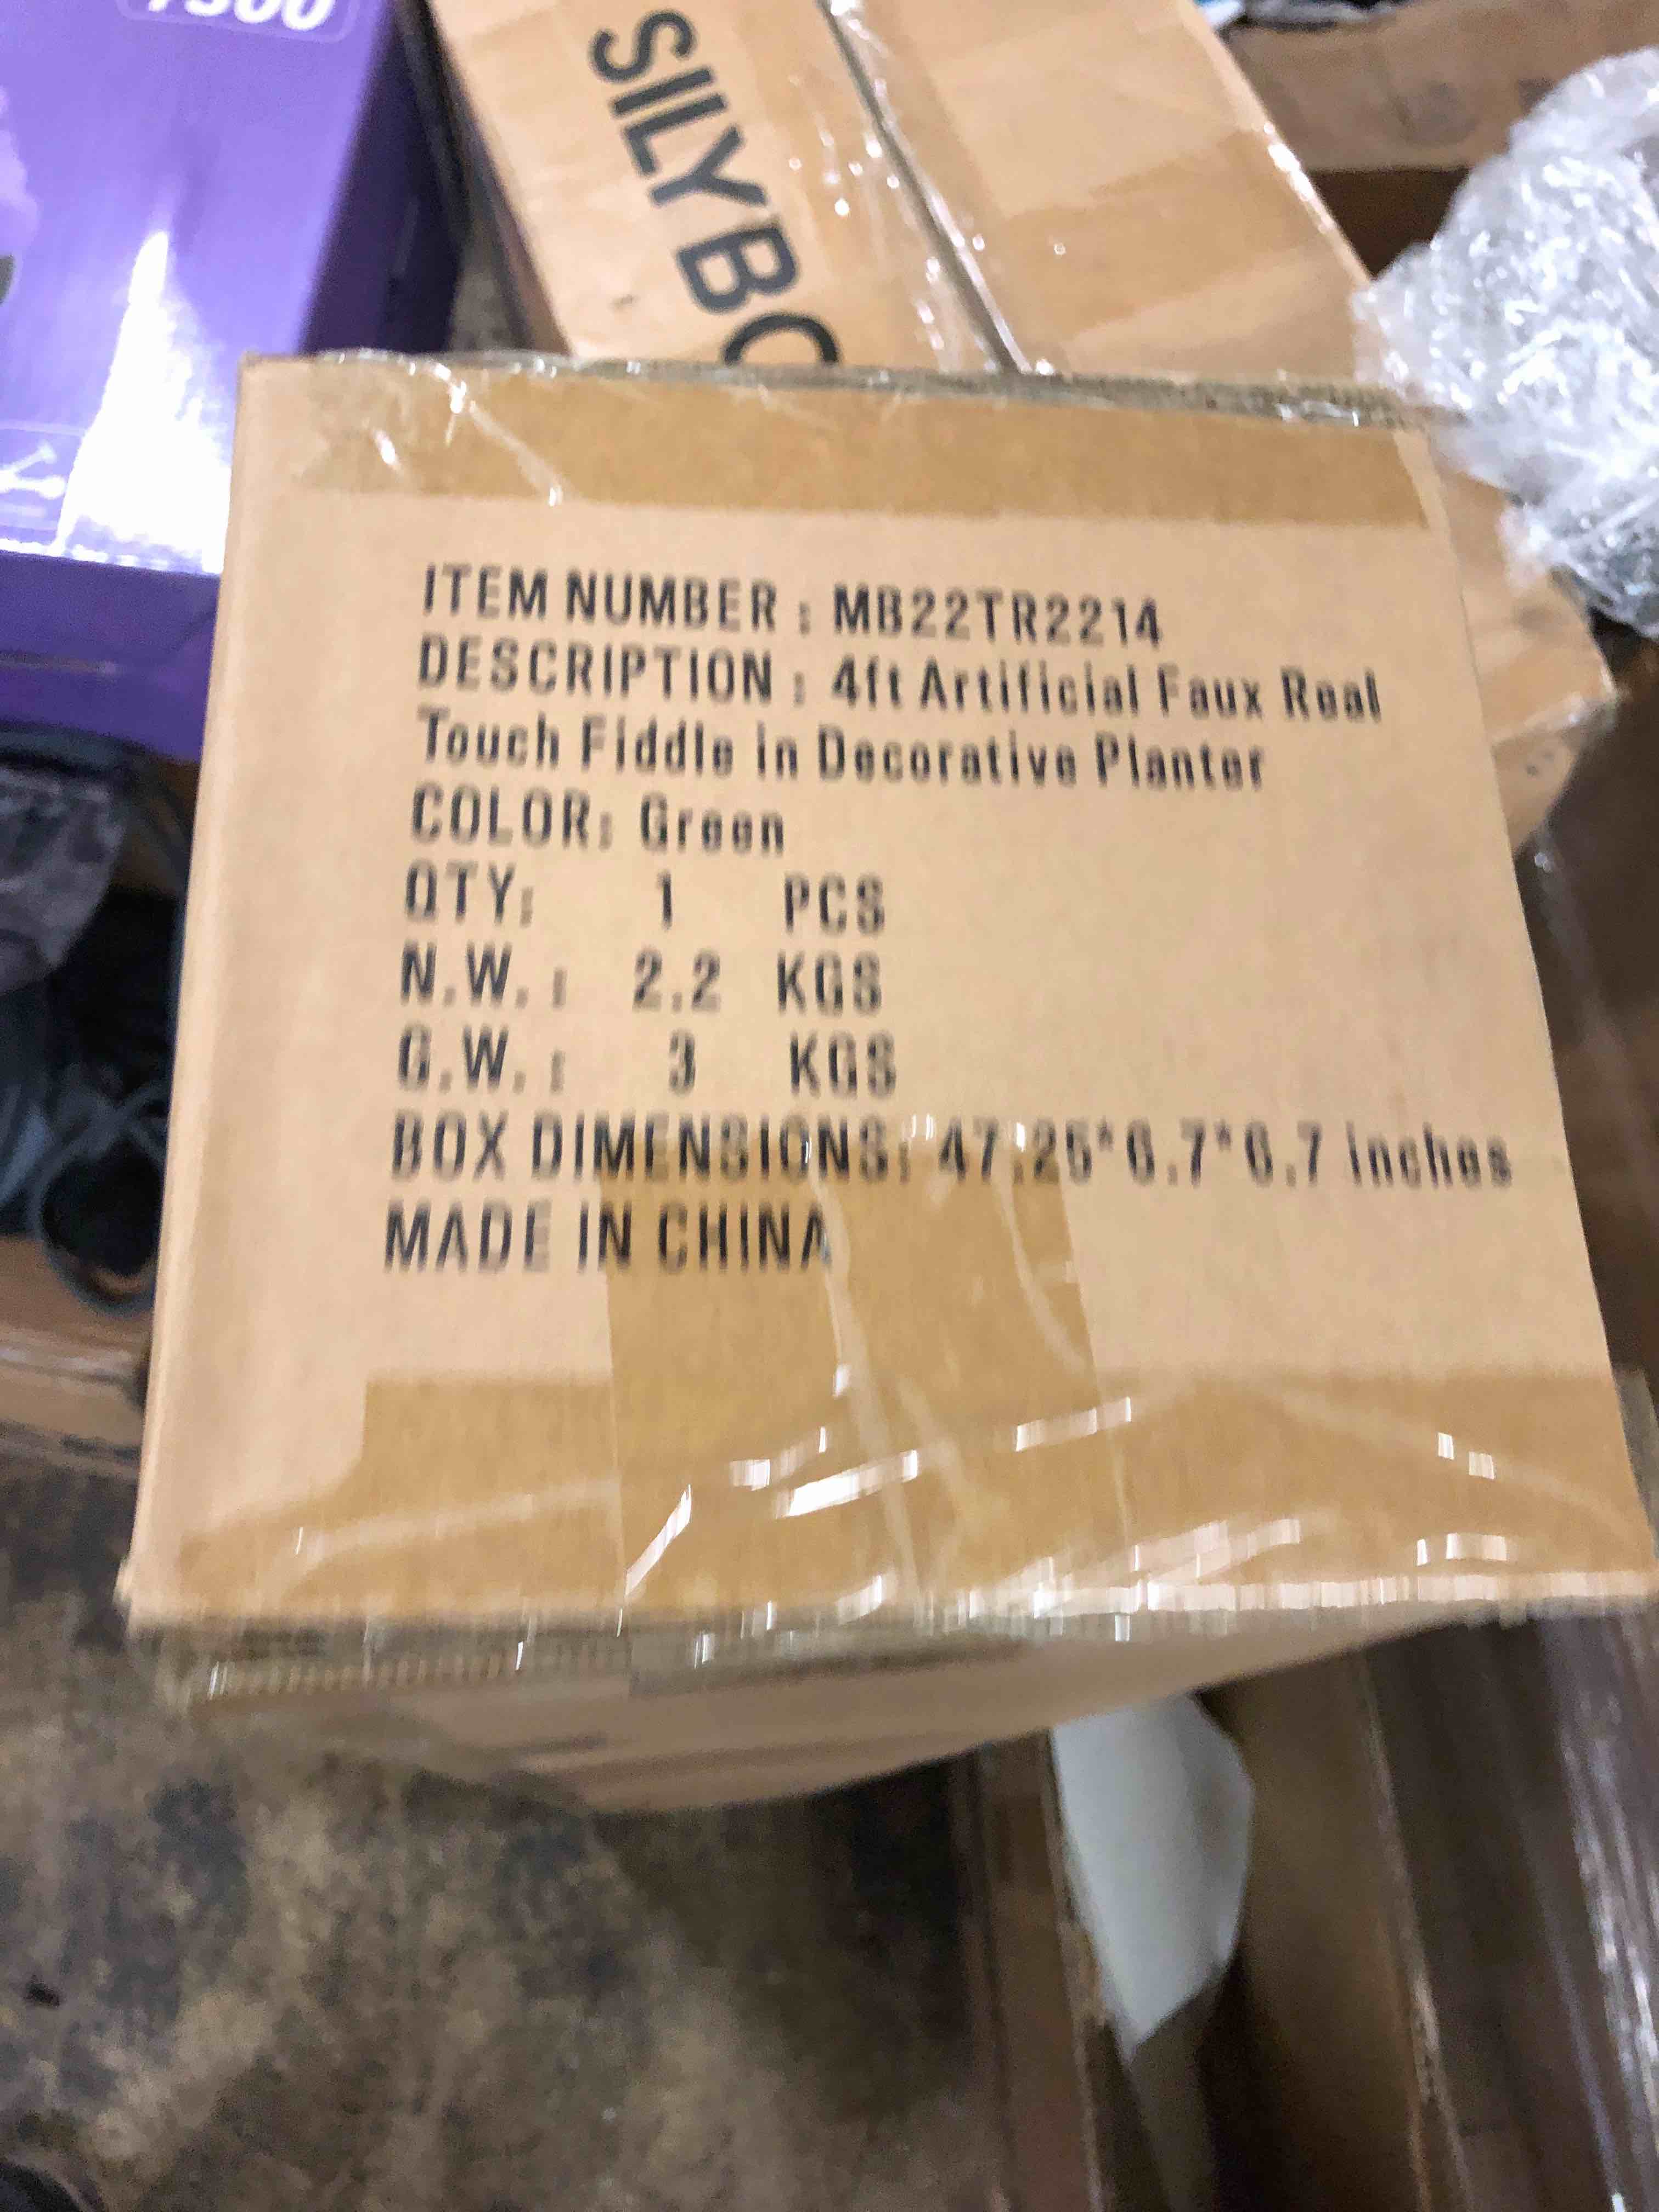 SILYBO
ITEM NUMBER : MB22TR2214
DESCRIPTION : 4ft Artificial Faux Real
Touch Fiddle in Decorative Planter
COLOR: Green
QTY: 1 PCS
N.W. : 2.2 KGS
G.W. : 3 KGS
BOX DIMENSIONS: 47.25*6.7*6.7 inches
MADE IN CHINA